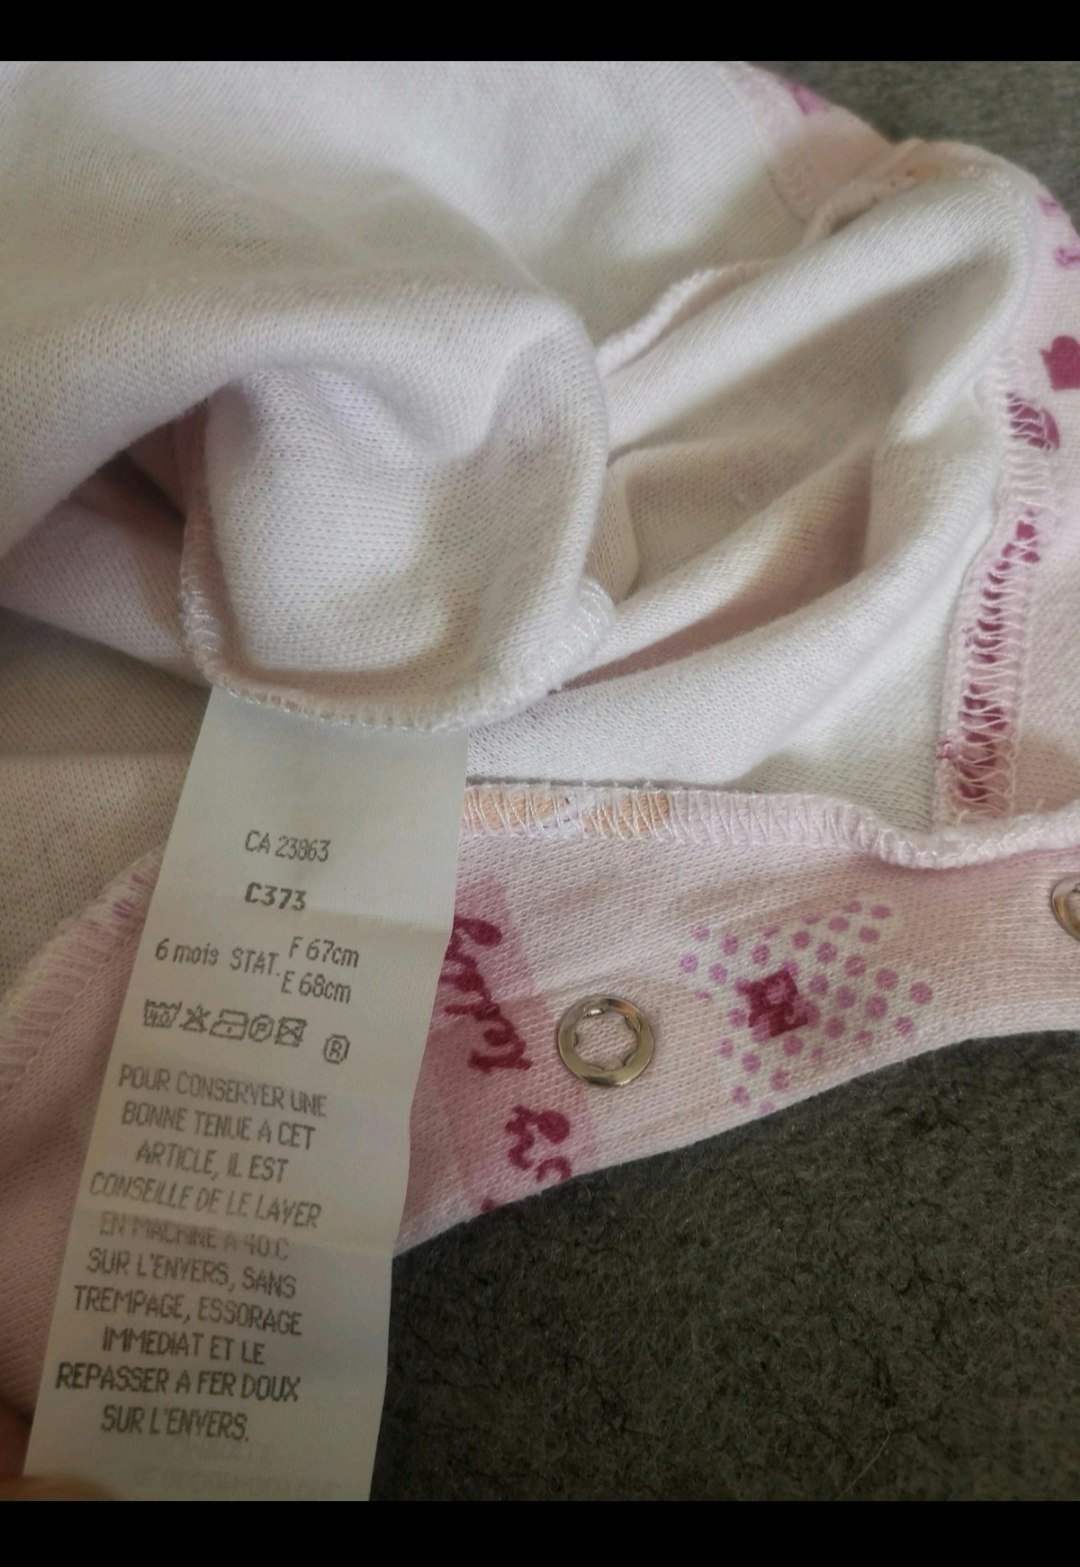 CA 23863
C373
6 mois STAT. F 67cm
E 68cm
40 P
®
POUR CONSERVER UNE
BONNE TENUE A CET
ARTICLE, IL EST
CONSEILLE DE LE LAVER
EN MACHINE A 40.C
SUR L'ENVERS, SANS
TREMPAGE, ESSORAGE
IMMEDIAT ET LE
REPASSER A FER DOUX
SUR L'ENVERS.